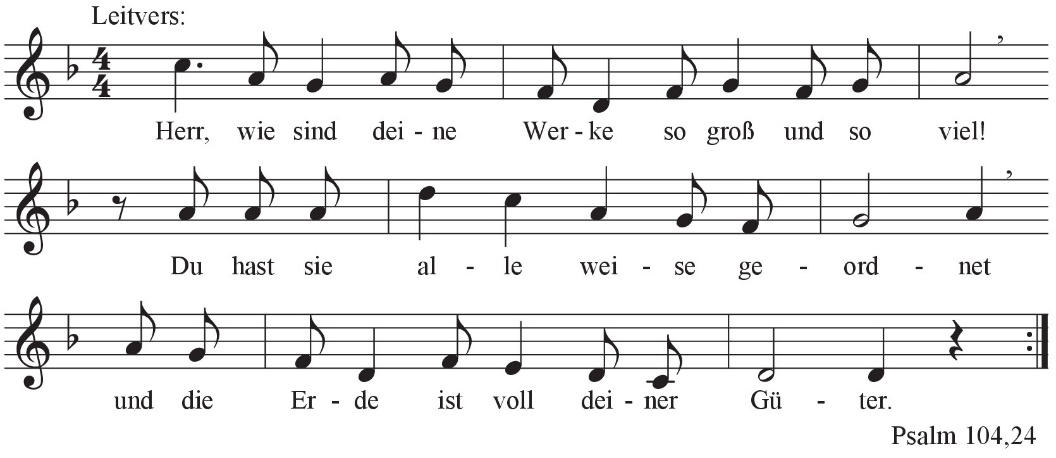 Leitvers:
Herr, wie sind dei - ne Wer - ke so groß und so viel!
Du hast sie al - le wei - se ge - ord - net
und die Er - de ist voll dei - ner Gü - ter.
Psalm 104,24